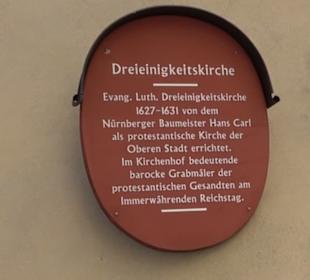 Dreieinigkeitskirche
Evang. Luth. Dreieinigkeitskirche
1627-1631 von dem
Nürnberger Baumeister Hans Carl
als protestantische Kirche der
Oberen Stadt errichtet.
Im Kirchenhof bedeutende
barocke Grabmäler der
protestantischen Gesandten am
Immerwährenden Reichstag.